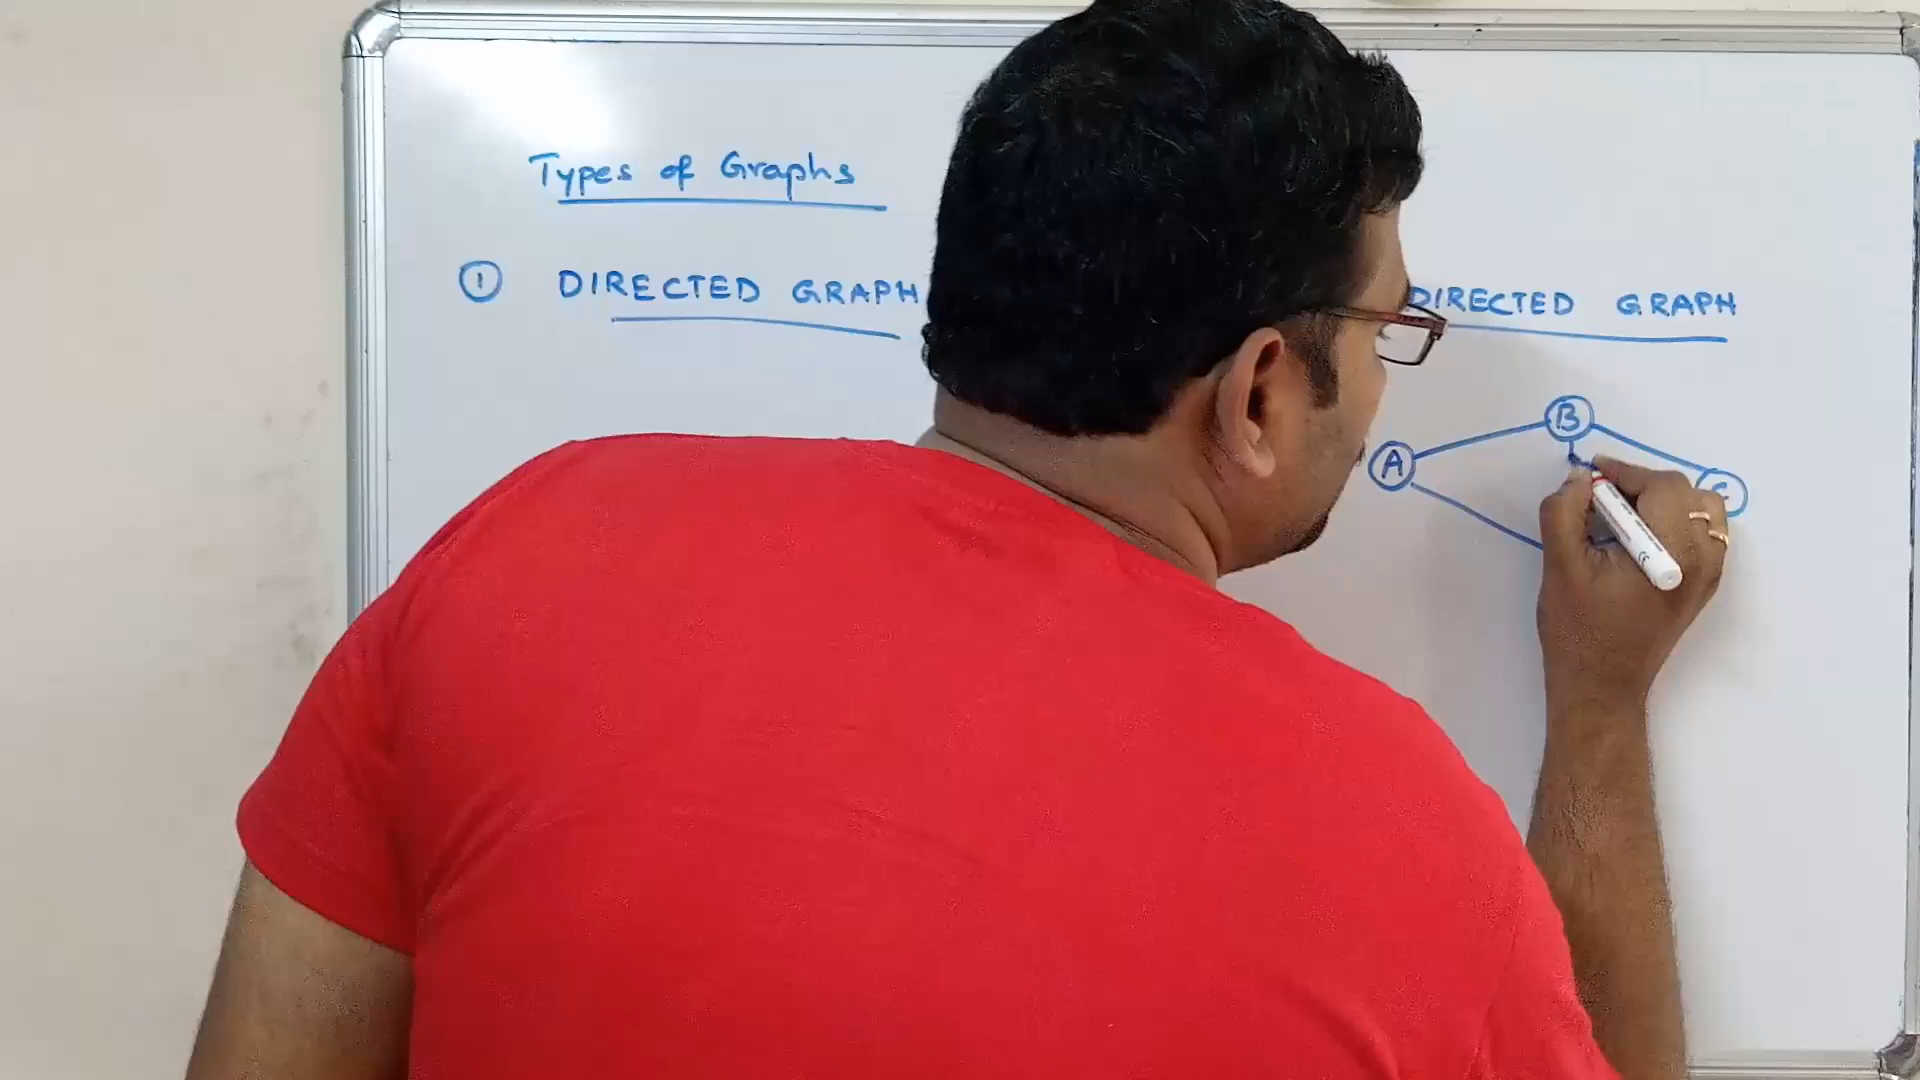 Types of Graphs
① DIRECTED GRAPH
DIRECTED GRAPH
B
A
C